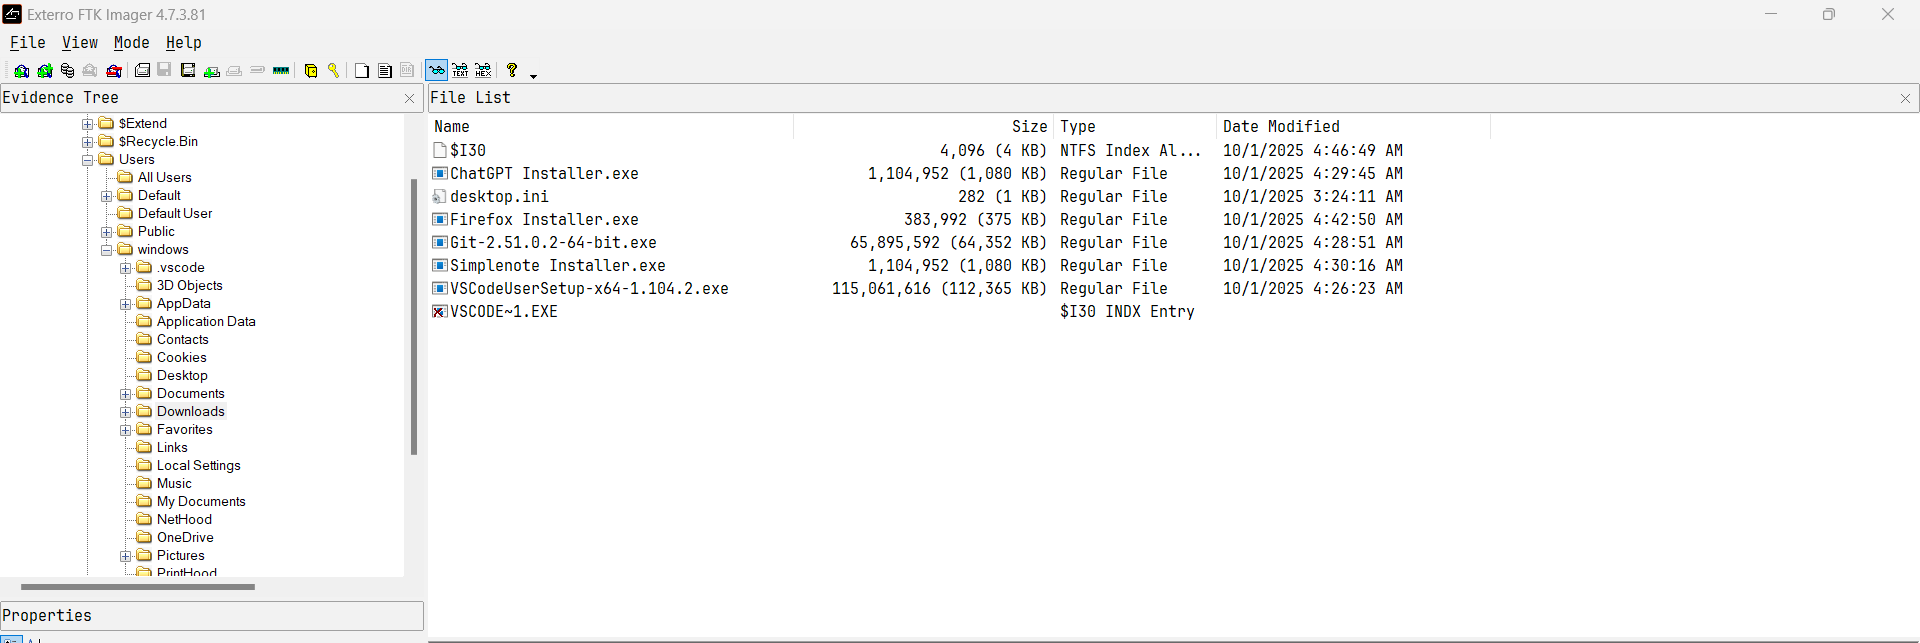 Exterro FTK Imager 4.7.3.81
File View Mode Help
Evidence Tree
$Extend
$Recycle.Bin
Users
All Users
Default
Default User
Public
windows
.vscode
3D Objects
AppData
Application Data
Contacts
Cookies
Desktop
Documents
Downloads
Favorites
Links
Local Settings
Music
My Documents
NetHood
OneDrive
Pictures
PrintHood
Properties
File List
Name Size Type Date Modified
$I30 4,096 (4 KB) NTFS Index Al... 10/1/2025 4:46:49 AM
ChatGPT Installer.exe 1,104,952 (1,080 KB) Regular File 10/1/2025 4:29:45 AM
desktop.ini 282 (1 KB) Regular File 10/1/2025 3:24:11 AM
Firefox Installer.exe 383,992 (375 KB) Regular File 10/1/2025 4:42:50 AM
Git-2.51.0.2-64-bit.exe 65,895,592 (64,352 KB) Regular File 10/1/2025 4:28:51 AM
Simplenote Installer.exe 1,104,952 (1,080 KB) Regular File 10/1/2025 4:30:16 AM
VSCodeUserSetup-x64-1.104.2.exe 115,061,616 (112,365 KB) Regular File 10/1/2025 4:26:23 AM
VSCODE~1.EXE $I30 INDX Entry